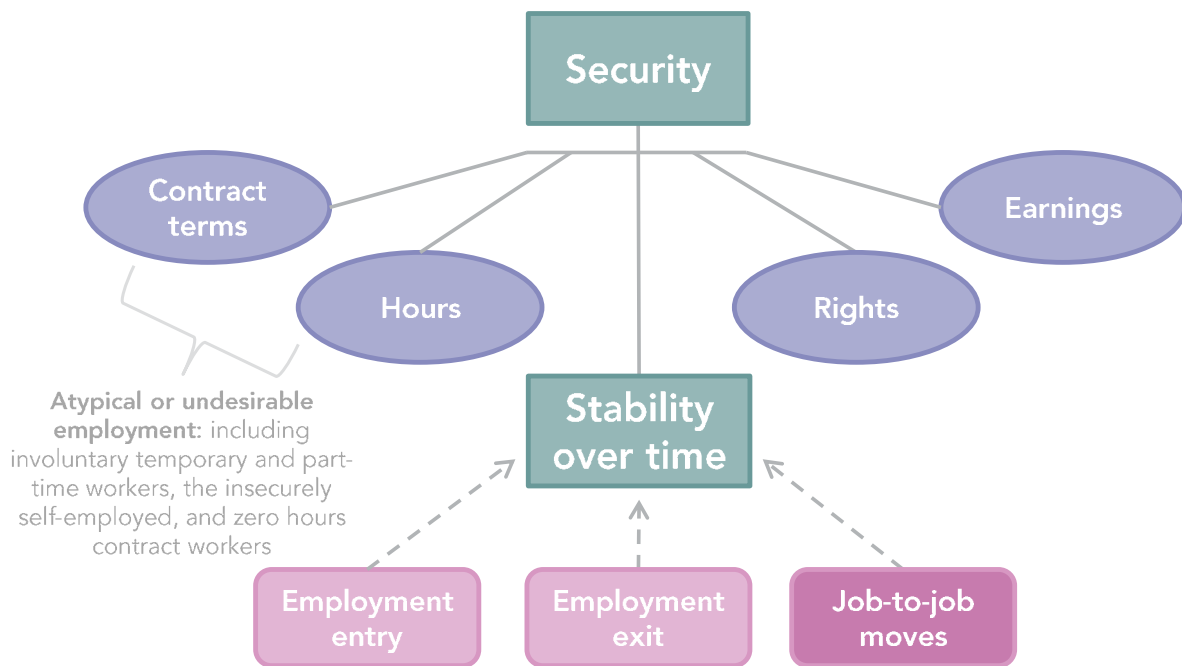 Security
Contract
terms
Earnings
Hours
Rights
Atypical or undesirable
employment: including
involuntary temporary and part-
time workers, the insecurely
self-employed, and zero hours
contract workers
Stability
over time
Employment
entry
Employment
exit
Job-to-job
moves